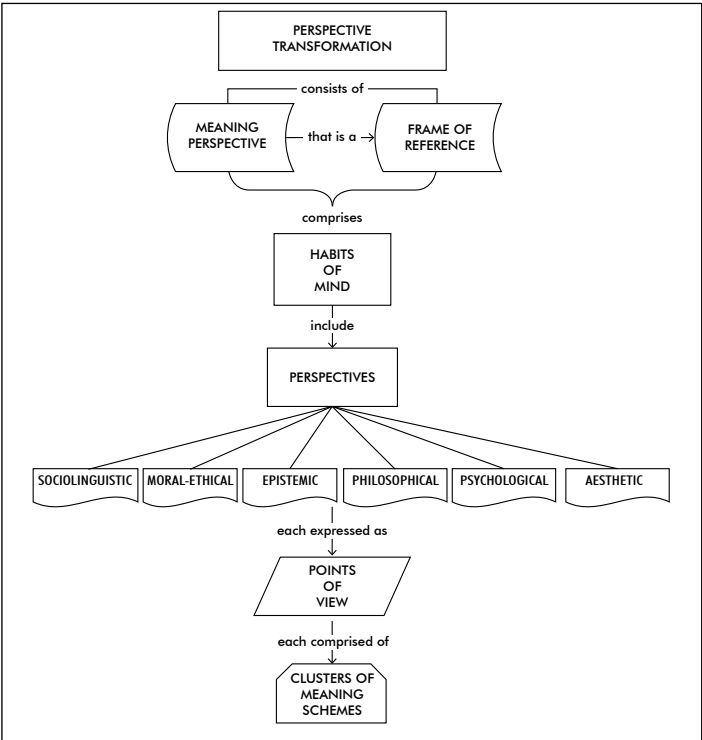 PERSPECTIVE
TRANSFORMATION
consists of
MEANING
PERSPECTIVE
that is a
FRAME OF
REFERENCE
comprises
HABITS
OF
MIND
include
PERSPECTIVES
SOCIOLINGUISTIC
MORAL-ETHICAL
EPISTEMIC
PHILOSOPHICAL
PSYCHOLOGICAL
AESTHETIC
each expressed as
POINTS
OF
VIEW
each comprised of
CLUSTERS OF
MEANING
SCHEMES